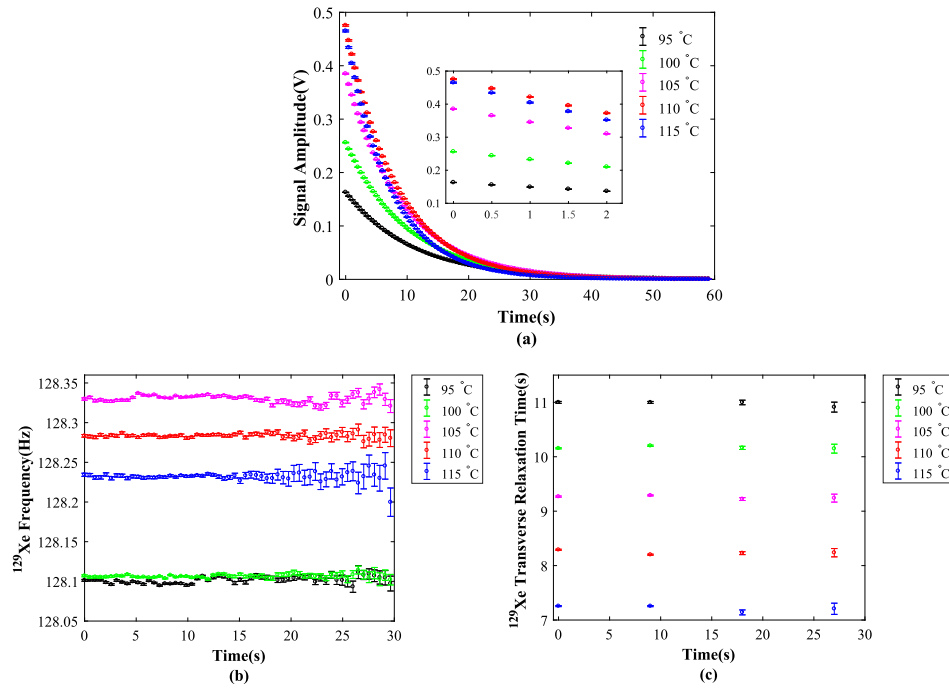 0.5
0.4
0.3
0.2
0.1
0
Signal Amplitude(V)
0 10 20 30 40 50 60
Time(s)
(a)
0.5
0.4
0.3
0.2
0.1
0 0.5 1 1.5 2
95 °C
100 °C
105 °C
110 °C
115 °C
128.35
128.3
128.23
128.2
128.15
128.1
128.05
129Xe Frequency(Hz)
0 5 10 15 20 25 30
Time(s)
(b)
95 °C
100 °C
105 °C
110 °C
115 °C
11
10
9
8
7
129Xe Transverse Relaxation Time(s)
0 5 10 15 20 25 30
Time(s)
(c)
95 °C
100 °C
105 °C
110 °C
115 °C